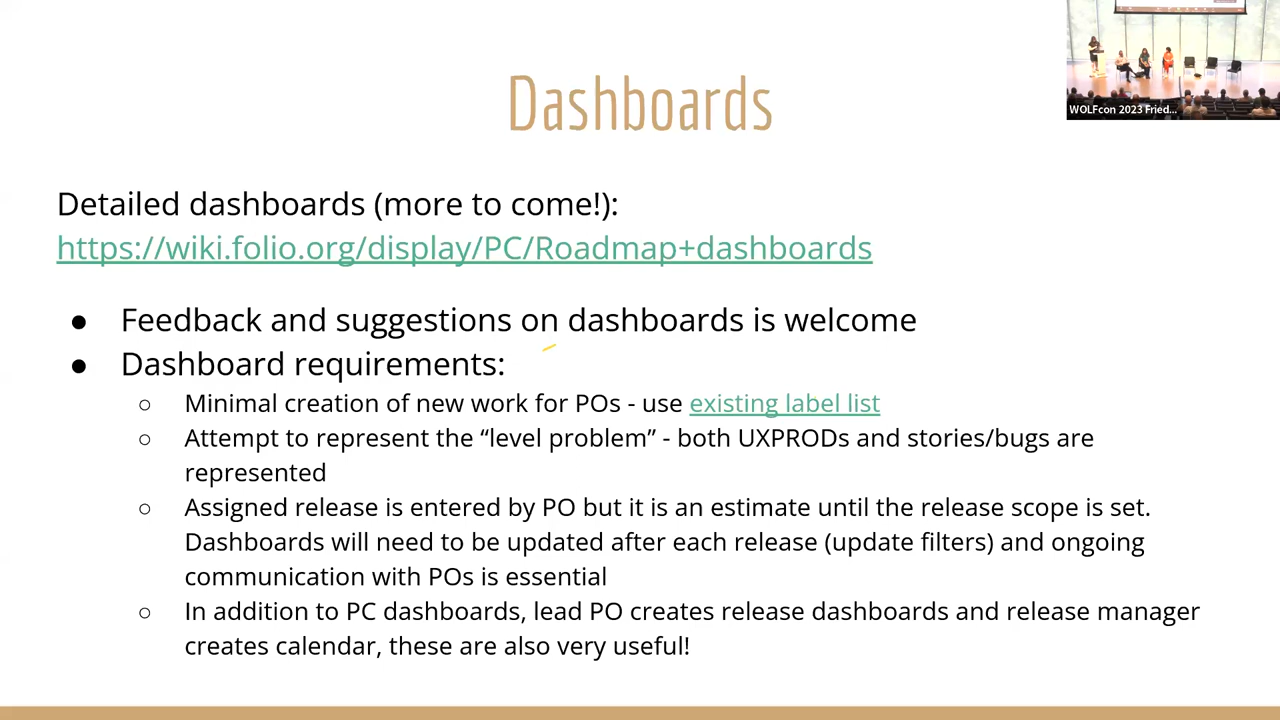 WOLFcon 2023 Fried...
Dashboards
Detailed dashboards (more to come!):
https://wiki.folio.org/display/PC/Roadmap+dashboards
● Feedback and suggestions on dashboards is welcome
● Dashboard requirements:
○ Minimal creation of new work for POs - use existing label list
○ Attempt to represent the “level problem” - both UXPRODs and stories/bugs are
represented
○ Assigned release is entered by PO but it is an estimate until the release scope is set.
Dashboards will need to be updated after each release (update filters) and ongoing
communication with POs is essential
○ In addition to PC dashboards, lead PO creates release dashboards and release manager
creates calendar, these are also very useful!